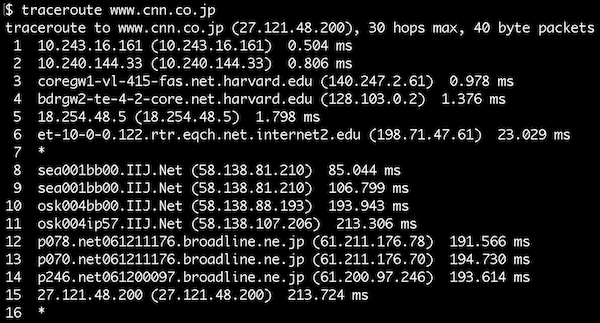 $ traceroute www.cnn.co.jp
traceroute to www.cnn.co.jp (27.121.48.200), 30 hops max, 40 byte packets
1 10.243.16.161 (10.243.16.161) 0.504 ms
2 10.240.144.33 (10.240.144.33) 0.806 ms
3 coregw1-vl-415-fas.net.harvard.edu (140.247.2.61) 0.978 ms
4 bdrgw2-te-4-2-core.net.harvard.edu (128.103.0.2) 1.376 ms
5 18.254.48.5 (18.254.48.5) 1.798 ms
6 et-10-0-0.122.rtr.eqch.net.internet2.edu (198.71.47.61) 23.029 ms
7 *
8 sea001bb00.IIJ.Net (58.138.81.210) 85.044 ms
9 sea001bb00.IIJ.Net (58.138.81.210) 106.799 ms
10 osk004bb00.IIJ.Net (58.138.88.193) 193.943 ms
11 osk004ip57.IIJ.Net (58.138.107.206) 213.306 ms
12 p078.net061211176.broadline.ne.jp (61.211.176.78) 191.566 ms
13 p070.net061211176.broadline.ne.jp (61.211.176.70) 194.730 ms
14 p246.net061200097.broadline.ne.jp (61.200.97.246) 193.614 ms
15 27.121.48.200 (27.121.48.200) 213.724 ms
16 *